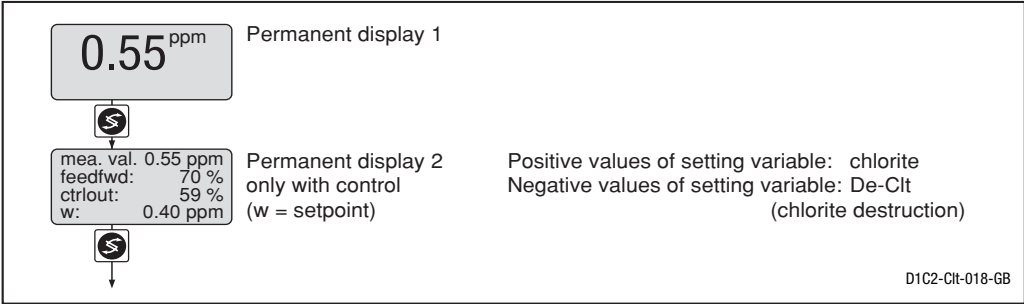 0.55 ppm
Permanent display 1
mea. val. 0.55 ppm
feedfwd: 70 %
ctrlout: 59 %
w: 0.40 ppm
Permanent display 2
only with control
(w = setpoint)
Positive values of setting variable: chlorite
Negative values of setting variable: De-Clt
(chlorite destruction)
D1C2-Clt-018-GB